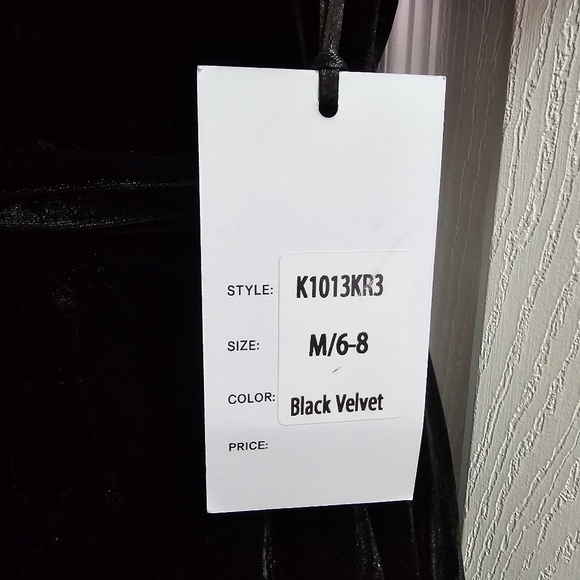 STYLE: K1013KR3
SIZE: M/6-8
COLOR: Black Velvet
PRICE: